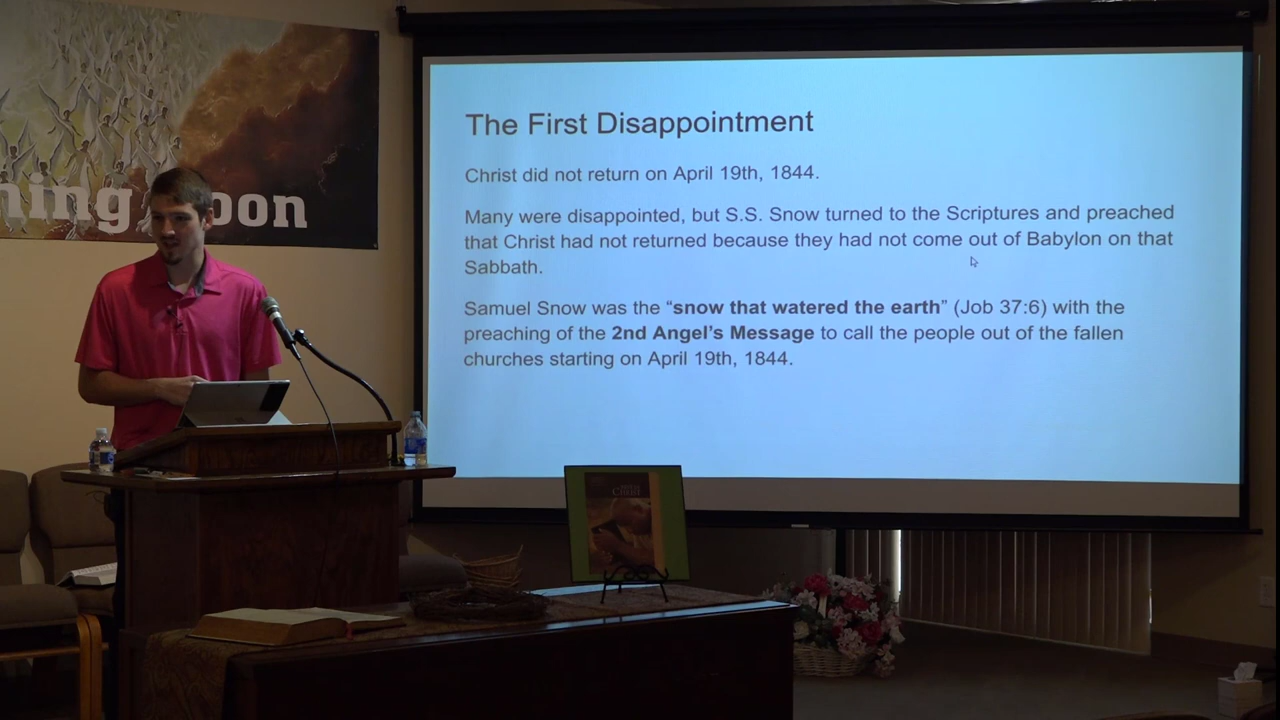 ning Soon
The First Disappointment
Christ did not return on April 19th, 1844.
Many were disappointed, but S.S. Snow turned to the Scriptures and preached
that Christ had not returned because they had not come out of Babylon on that
Sabbath.
Samuel Snow was the “snow that watered the earth” (Job 37:6) with the
preaching of the 2nd Angel’s Message to call the people out of the fallen
churches starting on April 19th, 1844.
Christ